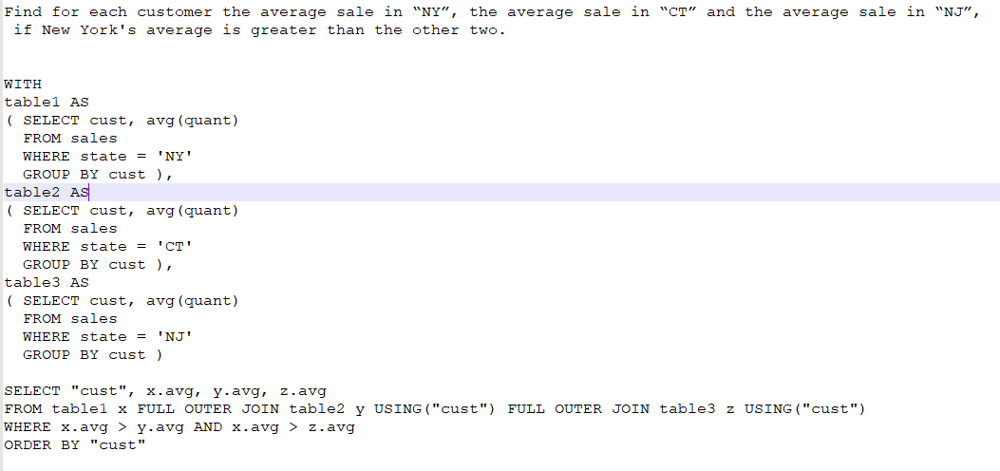 Find for each customer the average sale in “NY”, the average sale in “CT” and the average sale in “NJ”,
if New York's average is greater than the other two.
WITH
table1 AS
( SELECT cust, avg(quant)
FROM sales
WHERE state = 'NY'
GROUP BY cust ),
table2 AS
( SELECT cust, avg(quant)
FROM sales
WHERE state = 'CT'
GROUP BY cust ),
table3 AS
( SELECT cust, avg(quant)
FROM sales
WHERE state = 'NJ'
GROUP BY cust )
SELECT "cust", x.avg, y.avg, z.avg
FROM table1 x FULL OUTER JOIN table2 y USING("cust") FULL OUTER JOIN table3 z USING("cust")
WHERE x.avg > y.avg AND x.avg > z.avg
ORDER BY "cust"